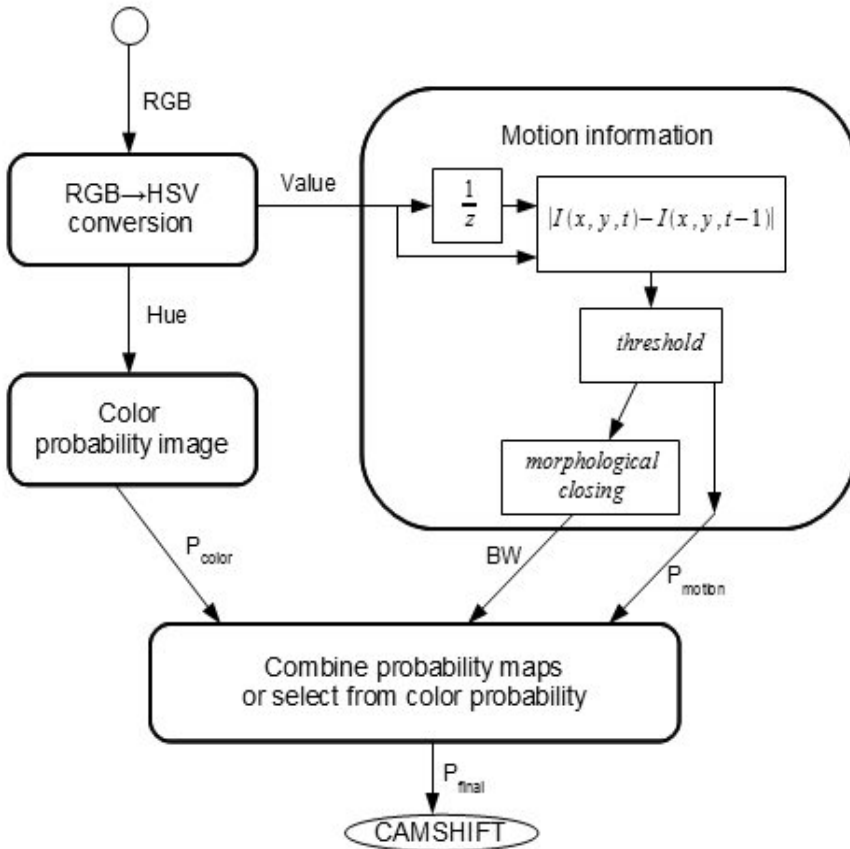 RGB
RGB→HSV
conversion
Value
Hue
Color
probability image
Motion information
1
z
|I(x, y,t)−I(x, y,t−1)|
threshold
morphological
closing
P_color
BW
P_motion
Combine probability maps
or select from color probability
P_final
CAMSHIFT